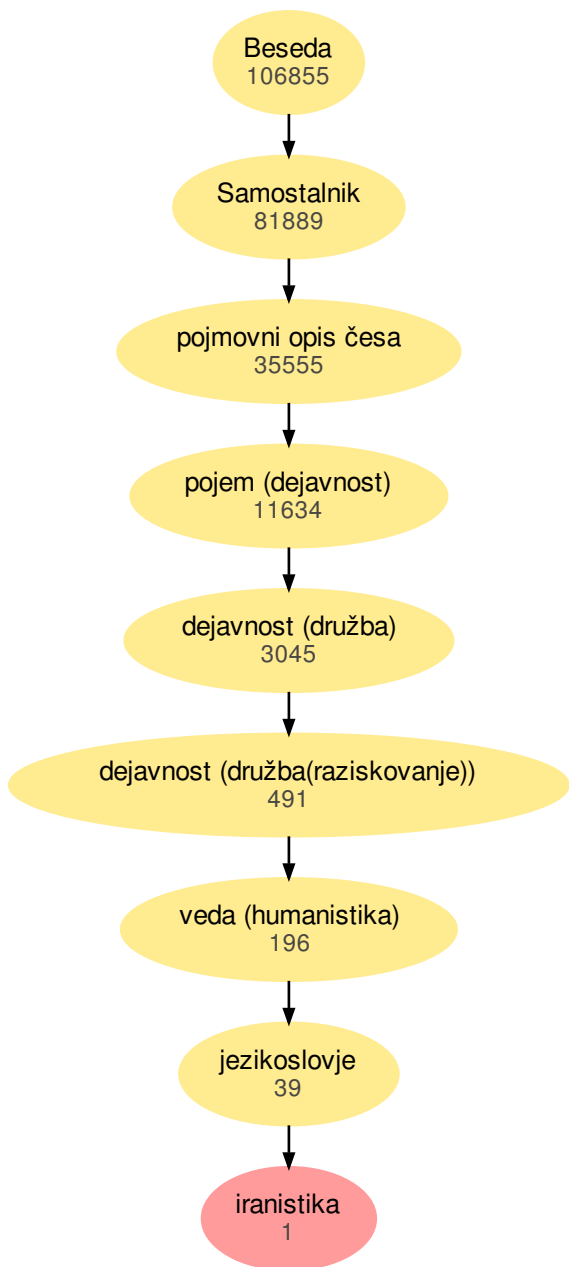 Beseda
106855
Samostalnik
81889
pojmovni opis česa
35555
pojem (dejavnost)
11634
dejavnost (družba)
3045
dejavnost (družba(raziskovanje))
491
veda (humanistika)
196
jezikoslovje
39
iranistika
1